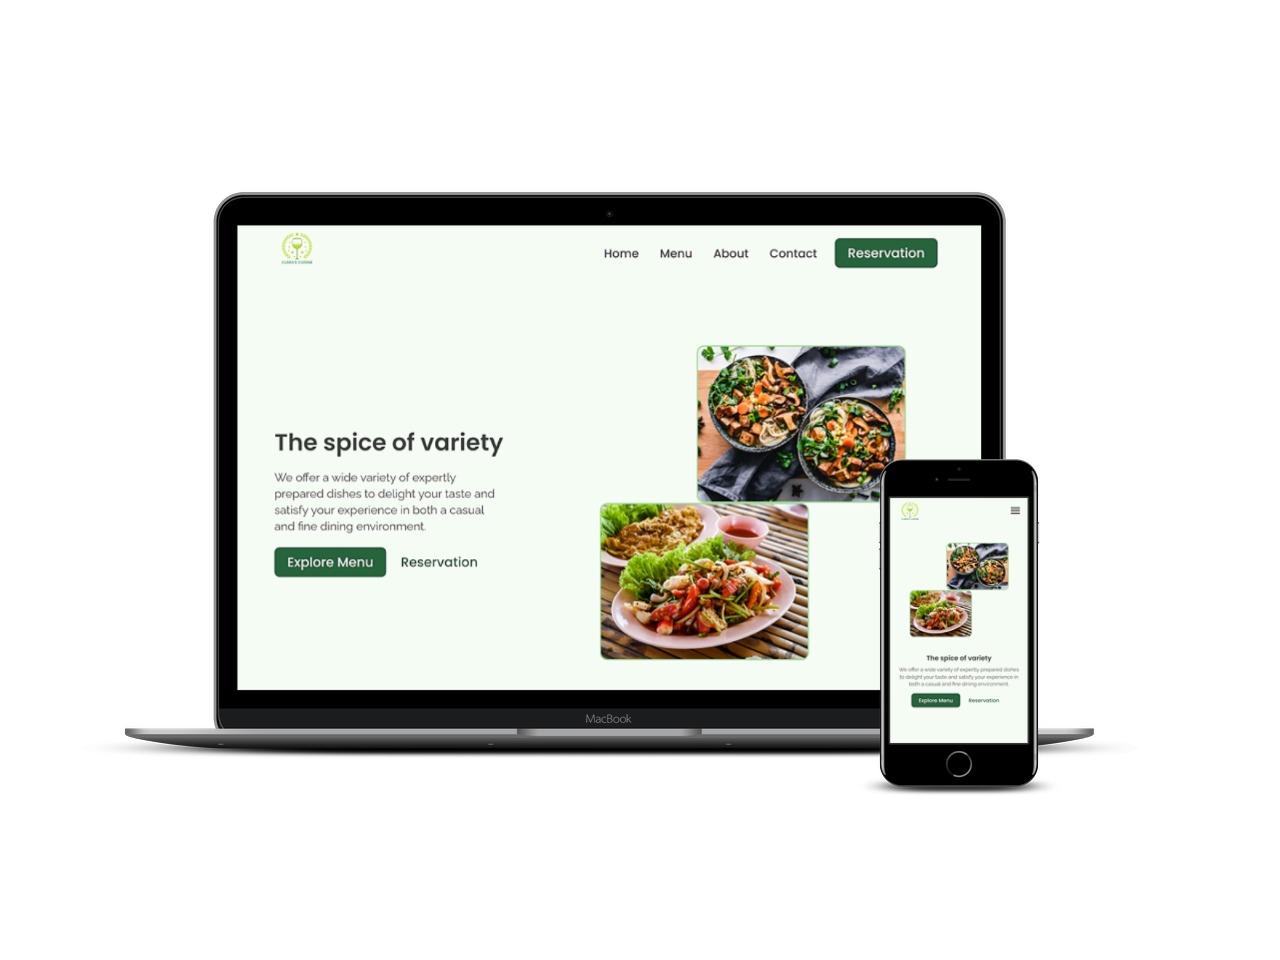 Home Menu About Contact Reservation
The spice of variety
We offer a wide variety of expertly
prepared dishes to delight your taste and
satisfy your experience in both a casual
and fine dining environment.
Explore Menu Reservation
MacBook
The spice of variety
We offer a wide variety of expertly prepared dishes
to delight your taste and satisfy your experience in
both a casual and fine dining environment.
Explore Menu Reservation